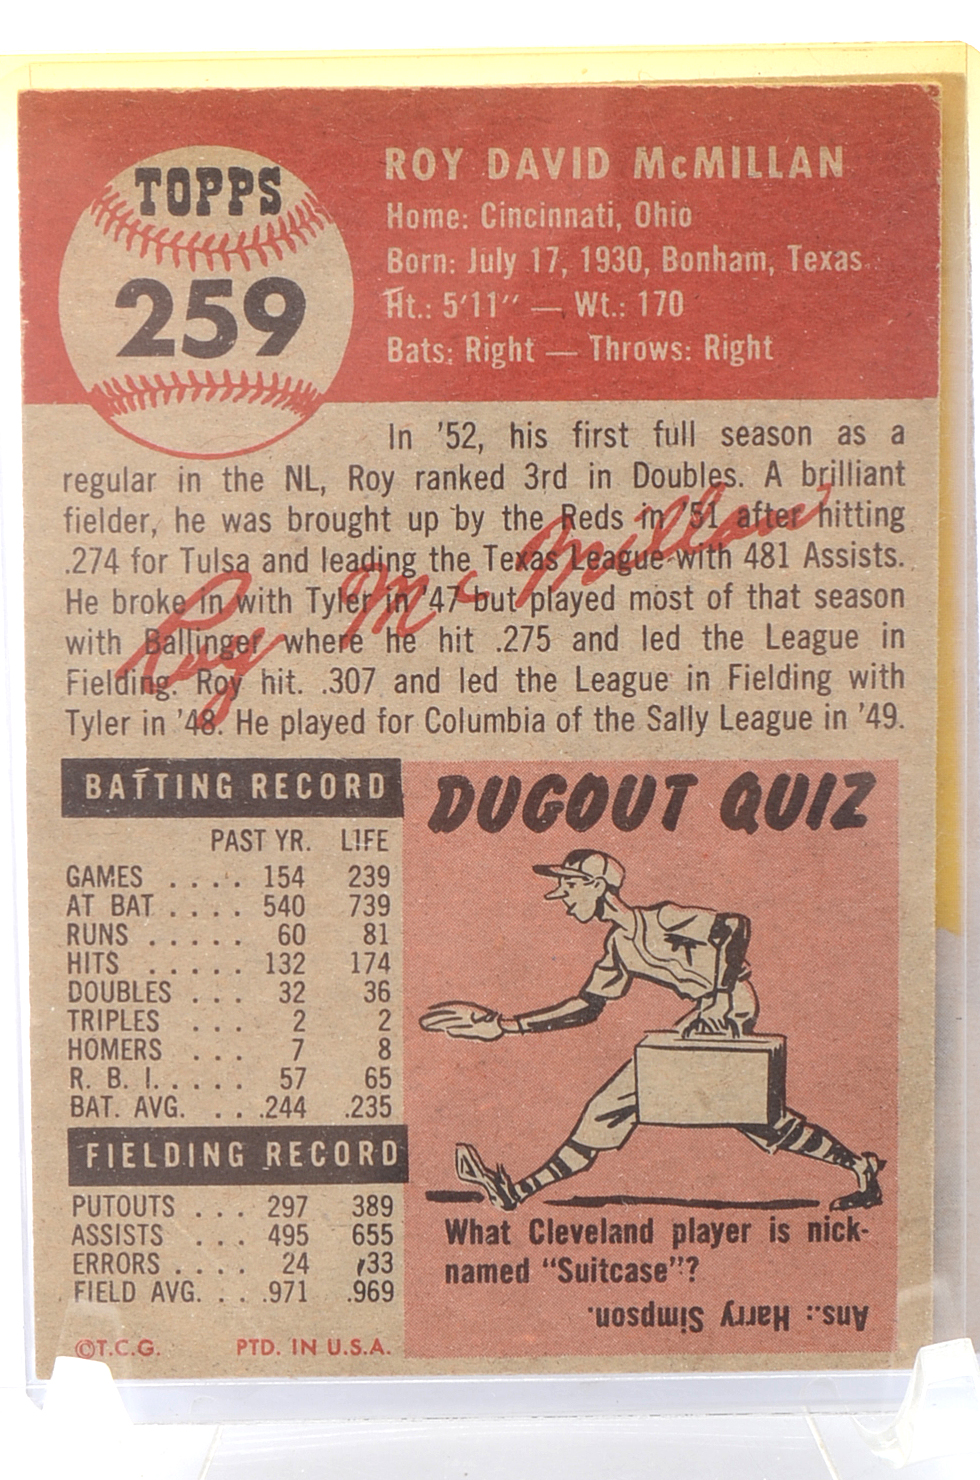 TOPPS
259
ROY DAVID McMILLAN
Home: Cincinnati, Ohio
Born: July 17, 1930, Bonham, Texas
Ht.: 5'11" — Wt.: 170
Bats: Right — Throws: Right
In '52, his first full season as a
regular in the NL, Roy ranked 3rd in Doubles. A brilliant
fielder, he was brought up by the Reds in '51 after hitting
.274 for Tulsa and leading the Texas League with 481 Assists.
He broke in with Tyler in '47 but played most of that season
with Ballinger where he hit .275 and led the League in
Fielding. Roy hit. .307 and led the League in Fielding with
Tyler in '48. He played for Columbia of the Sally League in '49.
Roy McMillan
BATTING RECORD
PAST YR. LIFE
GAMES .... 154 239
AT BAT .... 540 739
RUNS ..... 60 81
HITS ..... 132 174
DOUBLES ... 32 36
TRIPLES ... 2 2
HOMERS ... 7 8
R. B. I. .... 57 65
BAT. AVG. ... .244 .235
FIELDING RECORD
PUTOUTS ... 297 389
ASSISTS ... 495 655
ERRORS .... 24 33
FIELD AVG. ... .971 .969
©T.C.G. PTD. IN U.S.A.
DUGOUT QUIZ
T
What Cleveland player is nick-
named "Suitcase"?
Ans.: Harry Simpson.